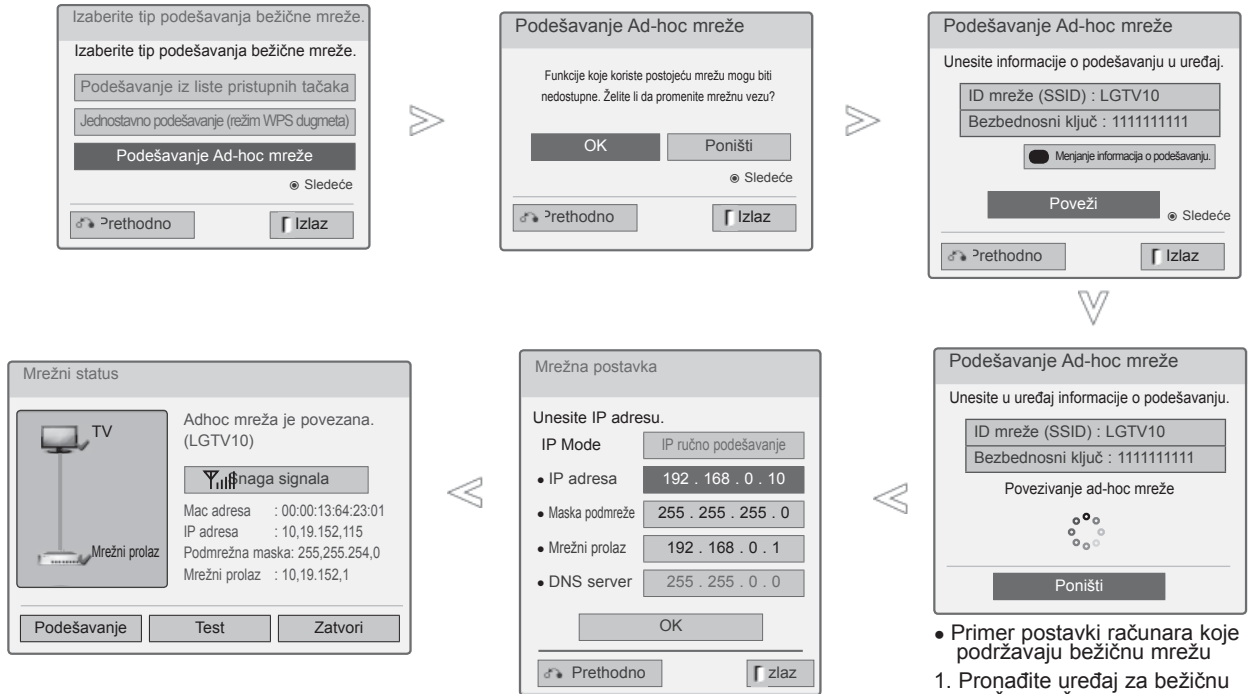 Izaberite tip podešavanja bežične mreže.
Izaberite tip podešavanja bežične mreže.
Podešavanje iz liste pristupnih tačaka
Jednostavno podešavanje (režim WPS dugmeta)
Podešavanje Ad-hoc mreže
Sledeće
Prethodno
Izlaz
Podešavanje Ad-hoc mreže
Funkcije koje koriste postojeću mrežu mogu biti
nedostupne. Želite li da promenite mrežnu vezu?
OK
Poništi
Sledeće
Prethodno
Izlaz
Podešavanje Ad-hoc mreže
Unesite informacije o podešavanju u uređaj.
ID mreže (SSID) : LGTV10
Bezbednosni ključ : 1111111111
Menjanje informacija o podešavanju.
Poveži
Sledeće
Prethodno
Izlaz
Podešavanje Ad-hoc mreže
Unesite u uređaj informacije o podešavanju.
ID mreže (SSID) : LGTV10
Bezbednosni ključ : 1111111111
Povezivanje ad-hoc mreže
Poništi
Mrežna postavka
Unesite IP adresu.
IP Mode IP ručno podešavanje
• IP adresa 192 . 168 . 0 . 10
• Maska podmreže 255 . 255 . 255 . 0
• Mrežni prolaz 192 . 168 . 0 . 1
• DNS server 255 . 255 . 0 . 0
OK
Prethodno
zlaz
Mrežni status
TV
Mrežni prolaz
Adhoc mreža je povezana.
(LGTV10)
Snaga signala
Mac adresa : 00:00:13:64:23:01
IP adresa : 10,19.152,115
Podmrežna maska: 255,255.254,0
Mrežni prolaz : 10,19.152,1
Podešavanje
Test
Zatvori
• Primer postavki računara koje
podržavaju bežičnu mrežu
1. Pronađite uređaj za bežičnu